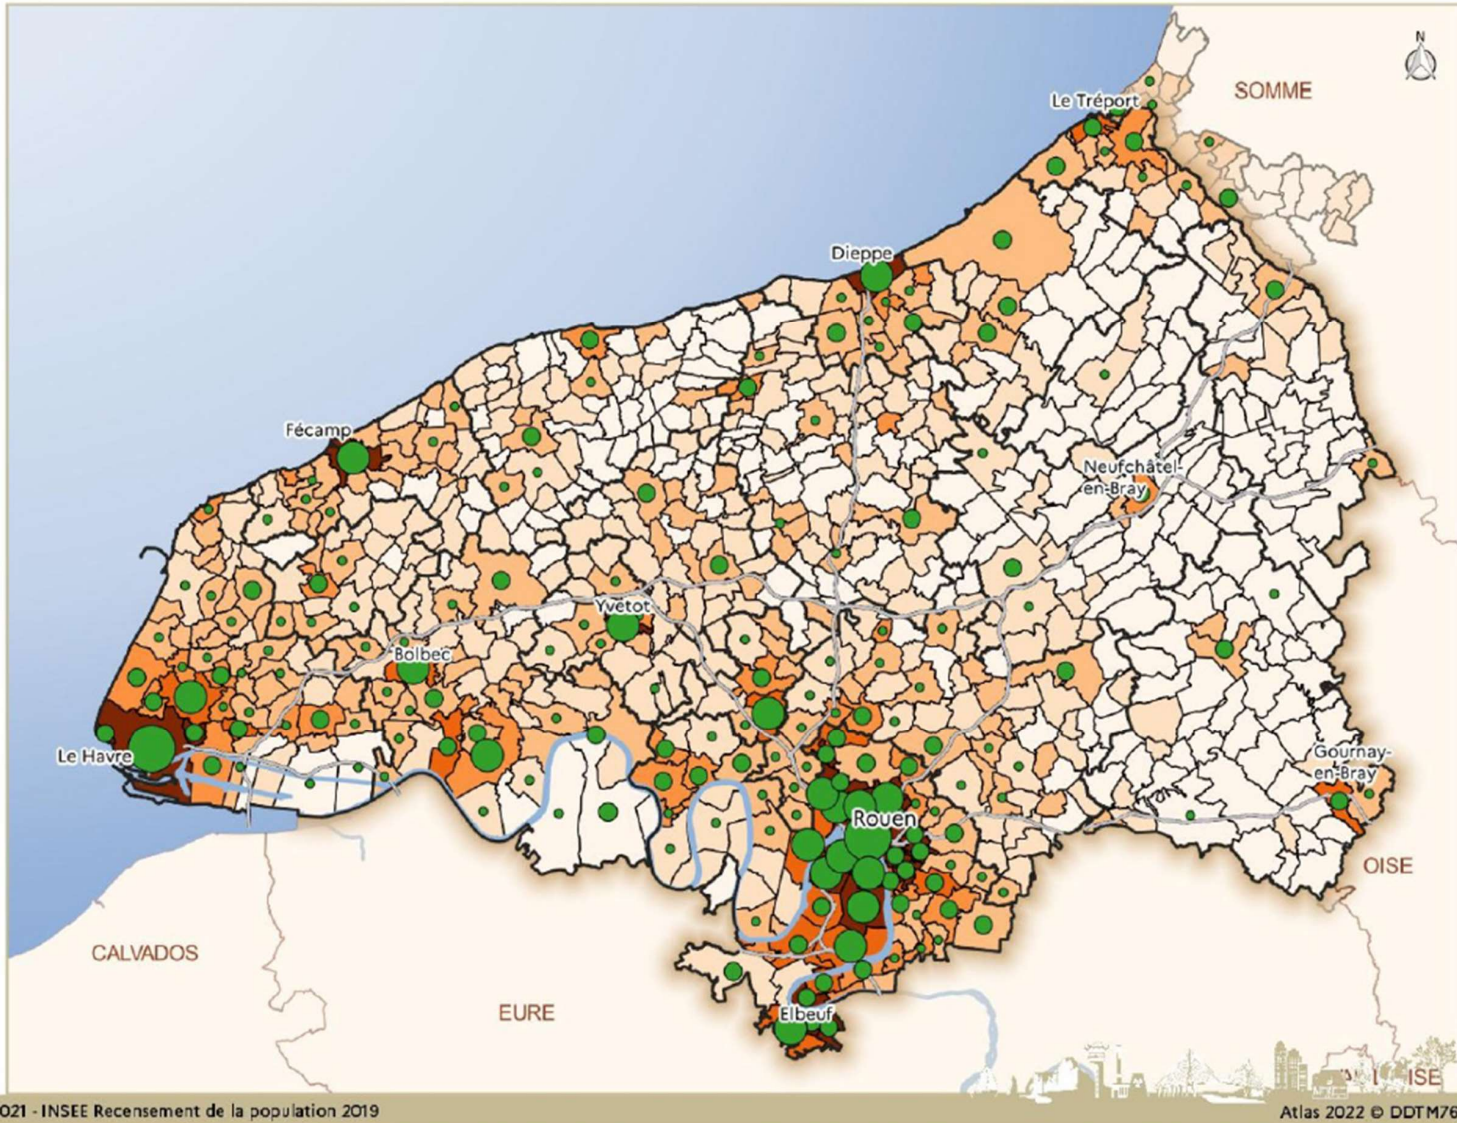 N
SOMME
Le Tréport
Dieppe
Fécamp
Neufchâtel-
en-Bray
Yvetot
Bolbec
Le Havre
Gournay-
en-Bray
Rouen
OISE
CALVADOS
EURE
Elbeuf
ISE
021 - INSEE Recensement de la population 2019
Atlas 2022 © DDTM76